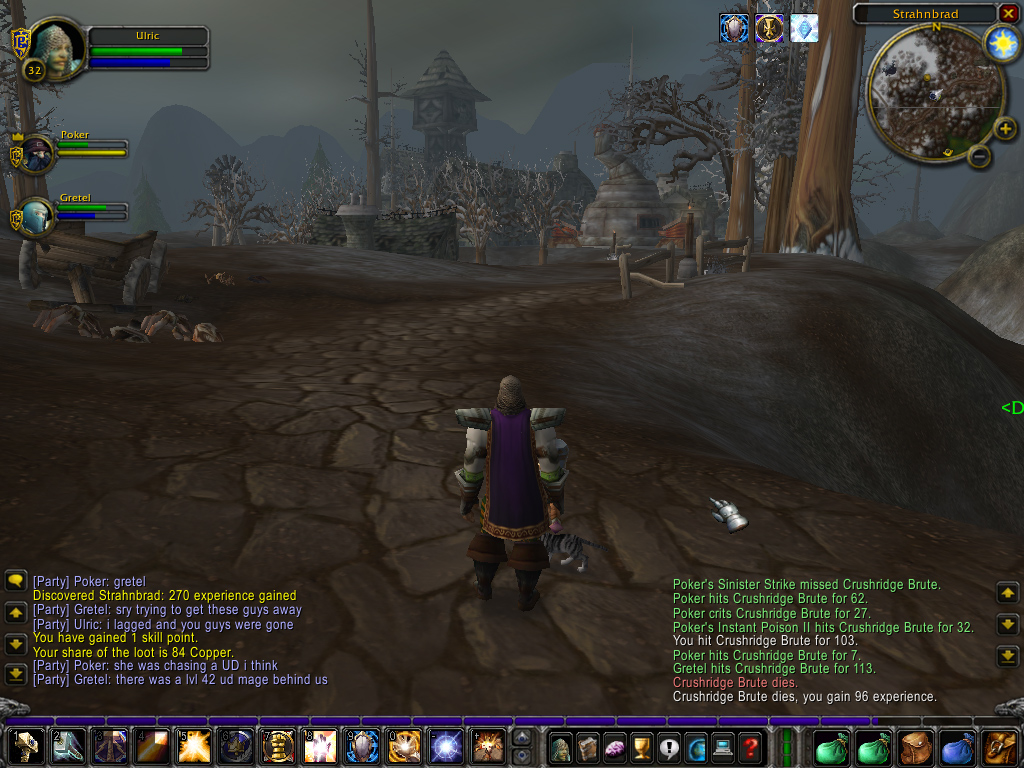 Strahnbrad
N
Ulric
32
Poker
Gretel
<D
[Party] Poker: gretel
Discovered Strahnbrad: 270 experience gained
[Party] Gretel: sry trying to get these guys away
[Party] Ulric: i lagged and you guys were gone
You have gained 1 skill point.
Your share of the loot is 84 Copper.
[Party] Poker: she was chasing a UD i think
[Party] Gretel: there was a lvl 42 ud mage behind us
Poker's Sinister Strike missed Crushridge Brute.
Poker hits Crushridge Brute for 62.
Poker crits Crushridge Brute for 27.
Poker's Instant Poison II hits Crushridge Brute for 32.
You hit Crushridge Brute for 103.
Poker hits Crushridge Brute for 7.
Gretel hits Crushridge Brute for 113.
Crushridge Brute dies.
Crushridge Brute dies, you gain 96 experience.